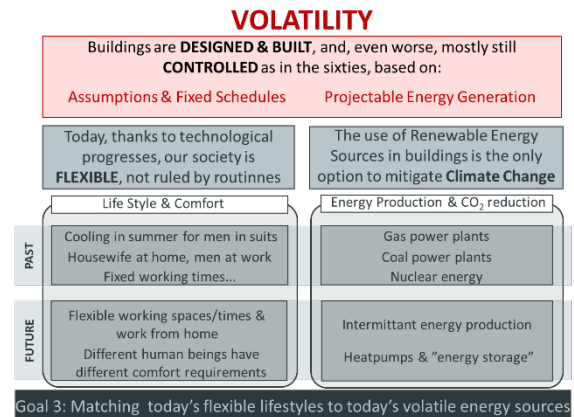 VOLATILITY
Buildings are DESIGNED & BUILT, and, even worse, mostly still
CONTROLLED as in the sixties, based on:
Assumptions & Fixed Schedules
Projectable Energy Generation
Today, thanks to technological
progresses, our society is
FLEXIBLE, not ruled by routinnes
The use of Renewable Energy
Sources in buildings is the only
option to mitigate Climate Change
Life Style & Comfort
Energy Production & CO₂ reduction
PAST
Cooling in summer for men in suits
Housewife at home, men at work
Fixed working times...
Gas power plants
Coal power plants
Nuclear energy
FUTURE
Flexible working spaces/times &
work from home
Different human beings have
different comfort requirements
Intermittant energy production
Heatpumps & ”energy storage”
Goal 3: Matching today's flexible lifestyles to today's volatile energy sources